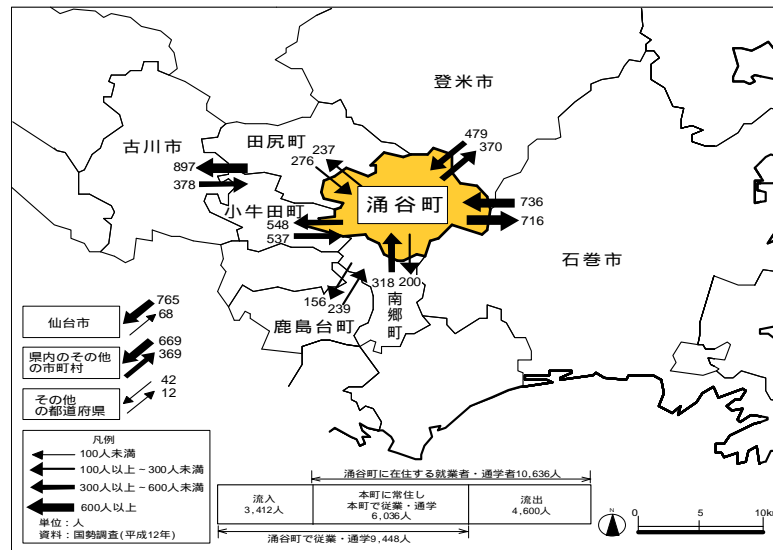 登米市
479
370
古川市
田尻町
237
276
897
378
涌谷町
小牛田町
548
537
736
716
石巻市
156
239
318
200
南郷町
鹿島台町
仙台市
765
68
県内のその他
の市町村
669
369
その他
の都道府県
42
12
凡例
100人未満
100人以上~300人未満
300人以上~600人未満
600人以上
単位:人
資料:国勢調査(平成12年)
涌谷町に在住する就業者・通学者10,636人
流入
3,412人
本町に常住し
本町で従業・通学
6,036人
流出
4,600人
涌谷町で従業・通学9,448人
N
0
5
10km